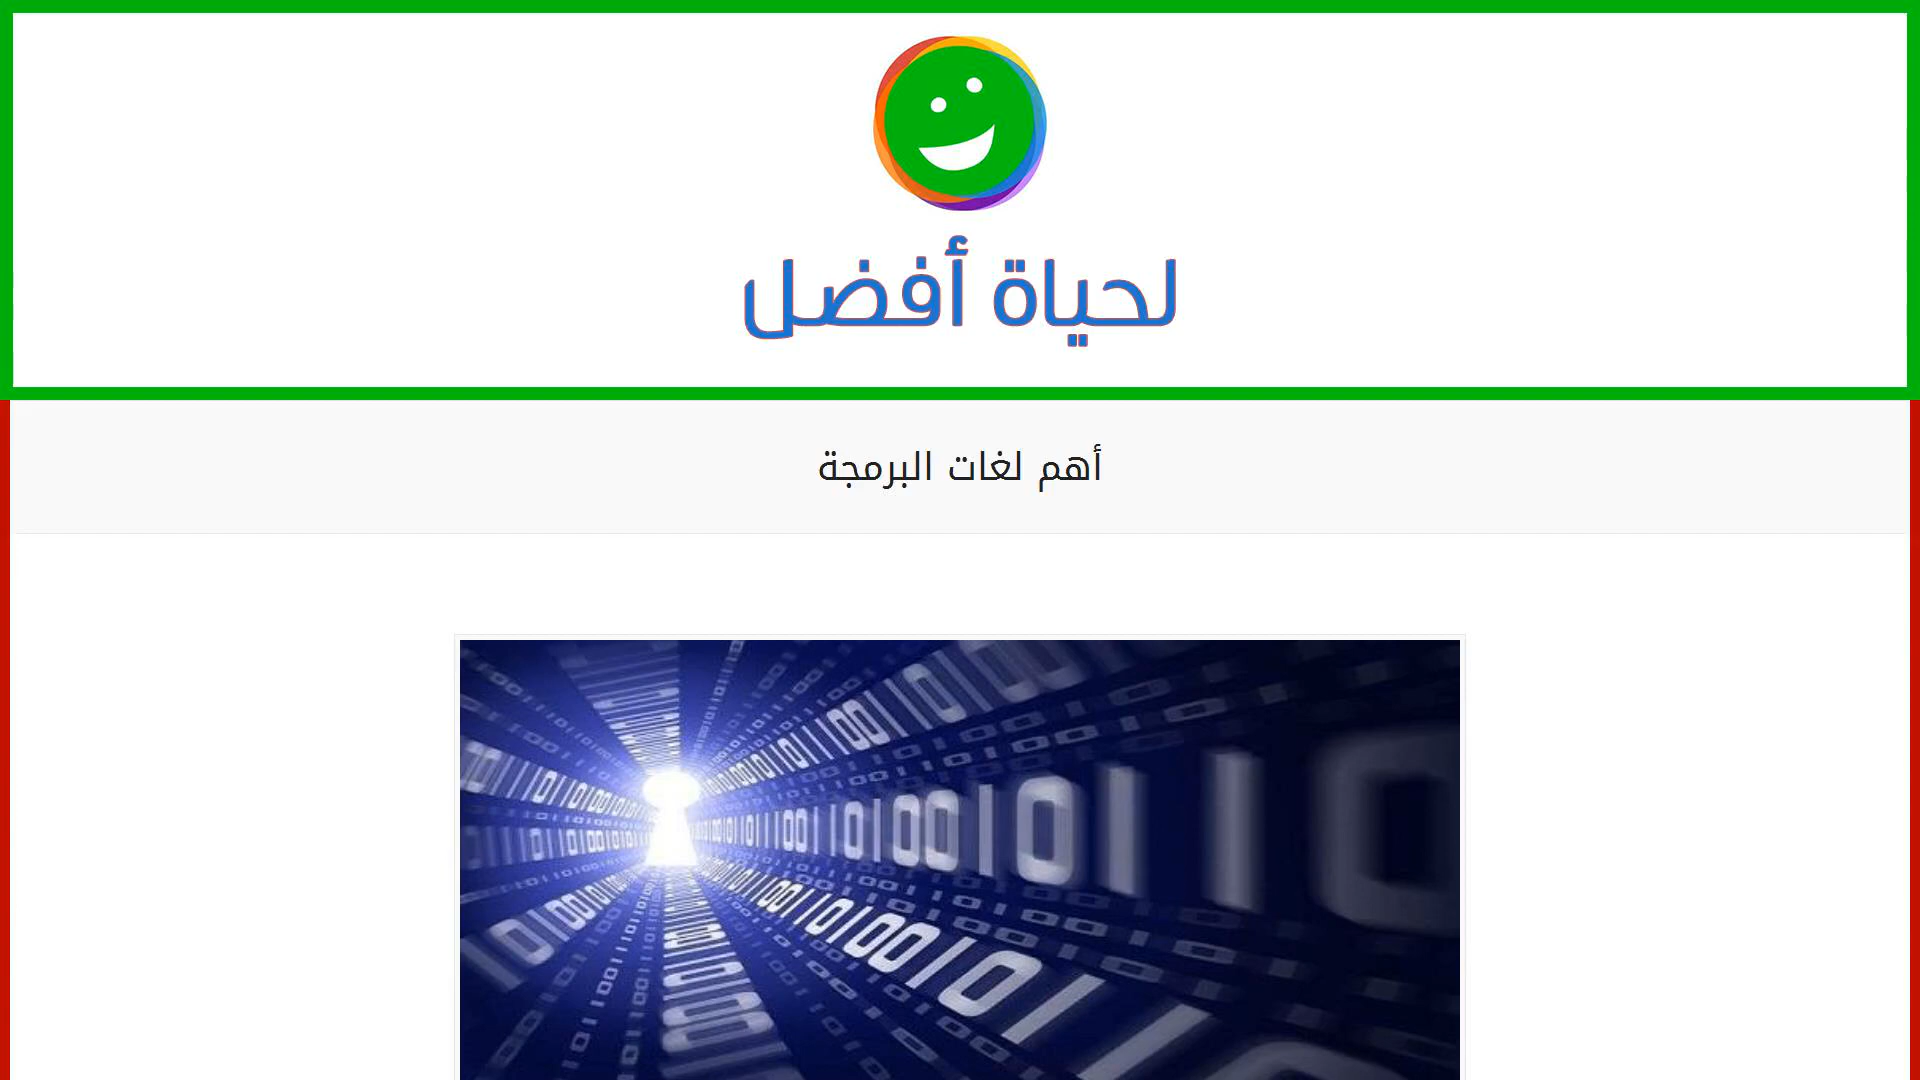 لحياة أفضل
أهم لغات البرمجة